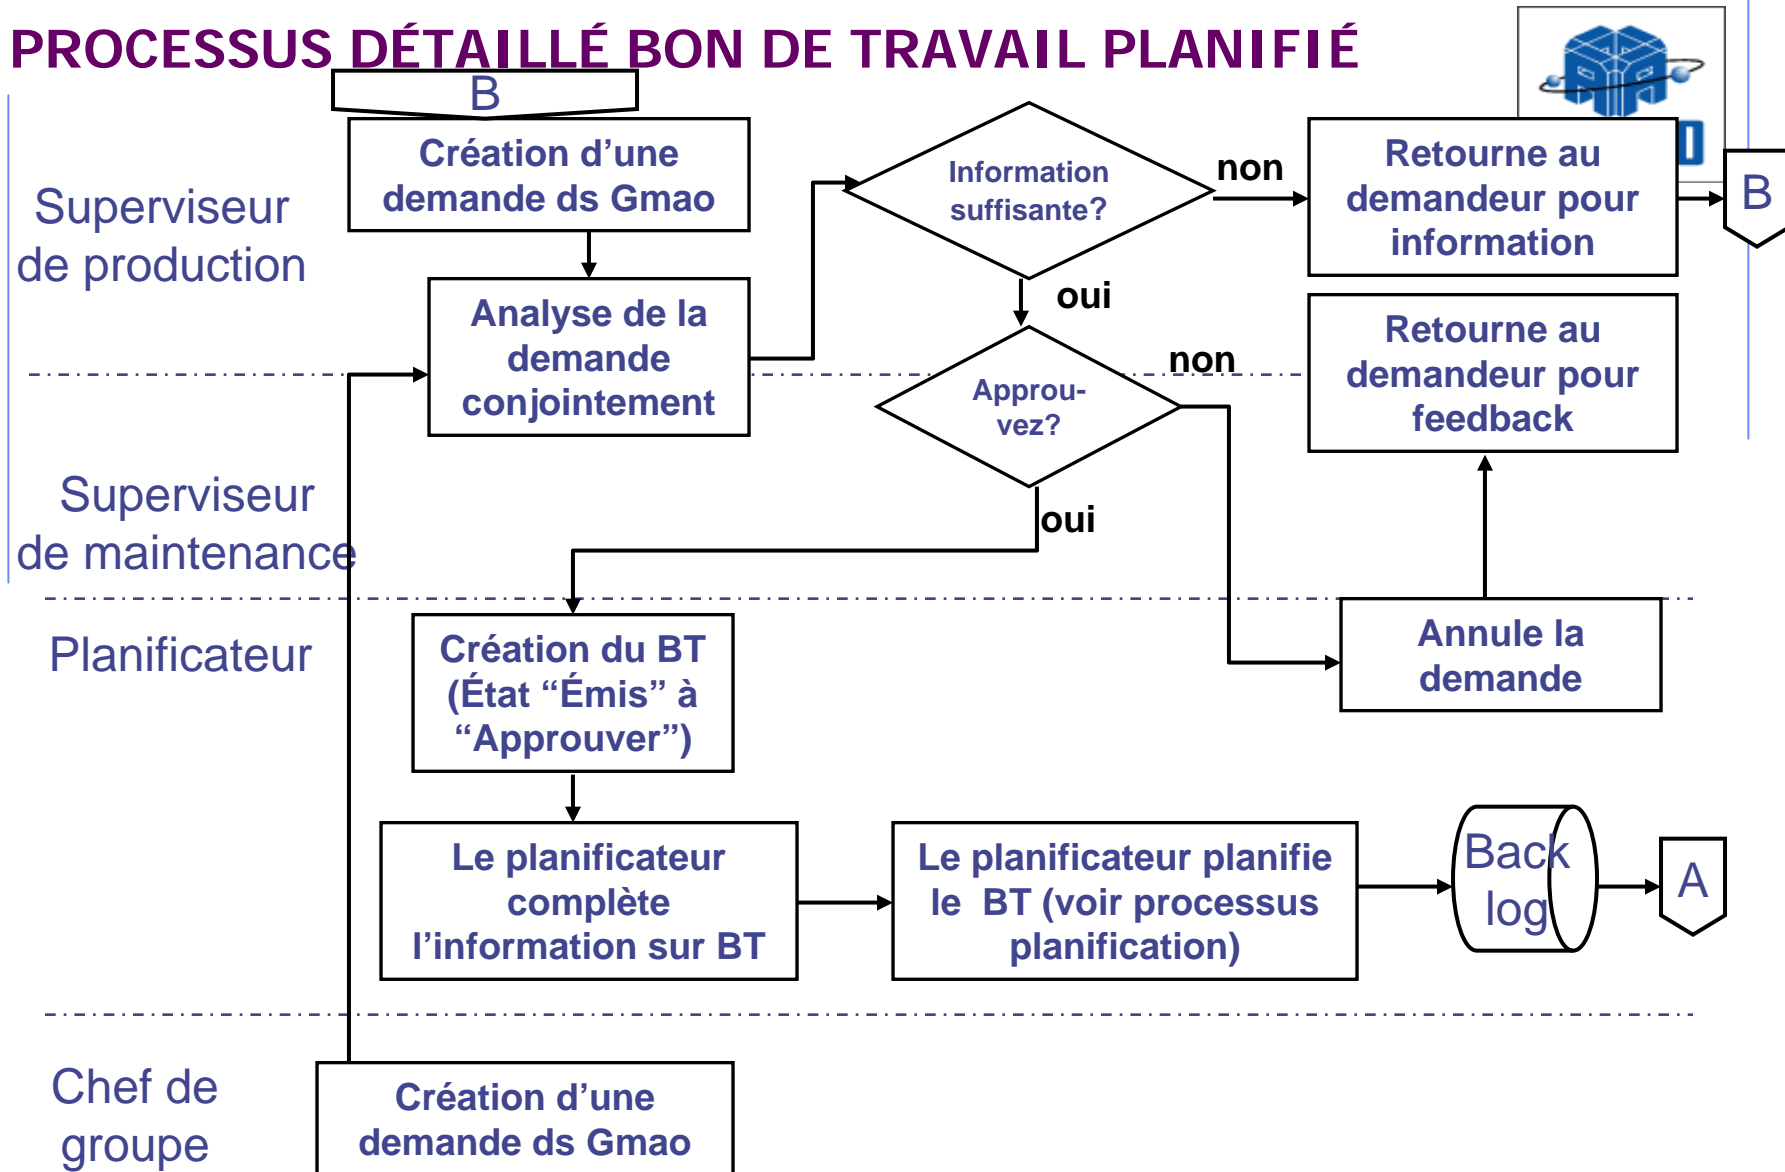 PROCESSUS DÉTAILLÉ BON DE TRAVAIL PLANIFIÉ
B
Création d’une
demande ds Gmao
Information
suffisante?
non
Retourne au
demandeur pour
information
B
Superviseur
de production
Analyse de la
demande
conjointement
oui
Retourne au
demandeur pour
feedback
Approu-
vez?
non
Superviseur
de maintenance
oui
Planificateur
Création du BT
(État “Émis” à
“Approuver”)
Annule la
demande
Le planificateur
complète
l’information sur BT
Le planificateur planifie
le  BT (voir processus
planification)
Back
log
A
Chef de
groupe
Création d’une
demande ds Gmao